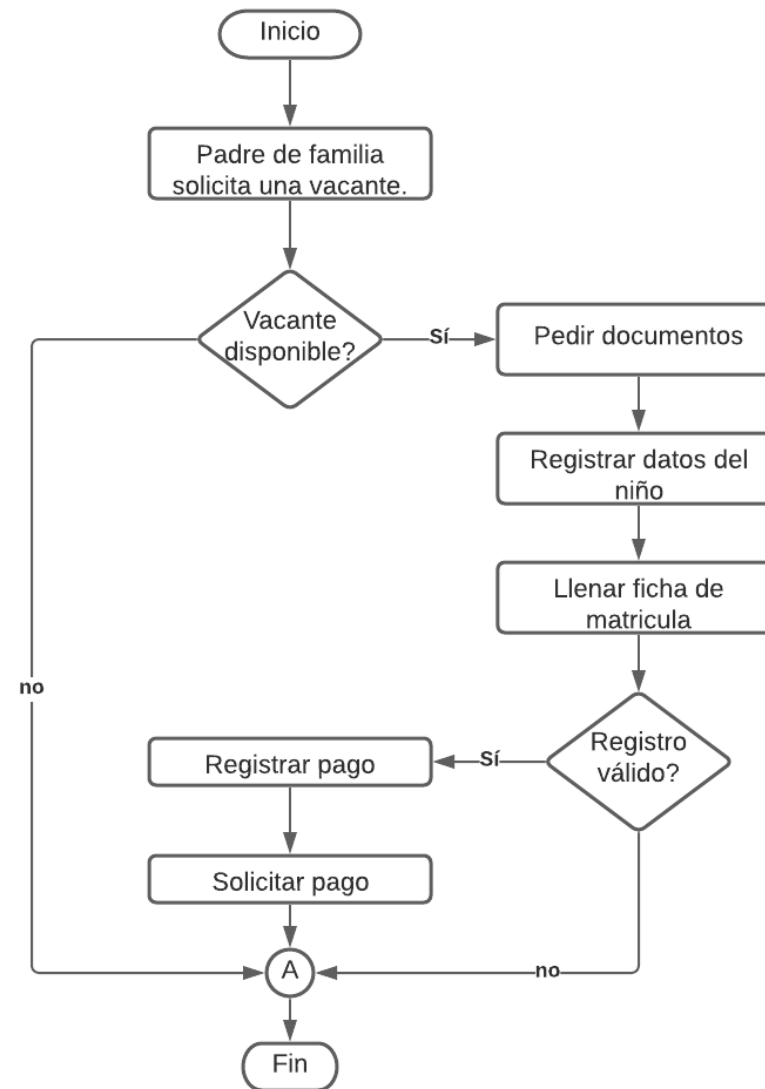 Inicio
Padre de familia
solicita una vacante.
Vacante
disponible?
Sí
Pedir documentos
Registrar datos del
niño
Llenar ficha de
matricula
no
Registro
válido?
Sí
Registrar pago
Solicitar pago
A
no
Fin